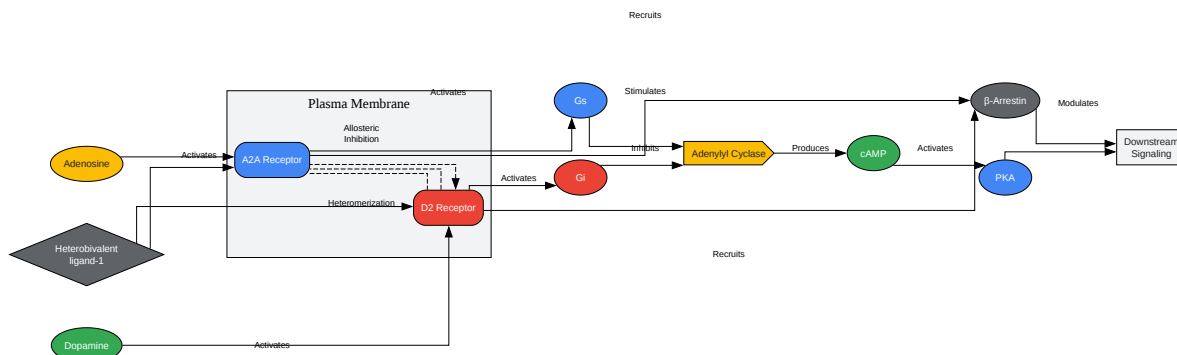 Recruits
Activates
Plasma Membrane
Gs
Stimulates
β-Arrestin
Modulates
Allosteric
Inhibition
Adenosine
Activates
A2A Receptor
Inhibits
Adenylyl Cyclase
Produces
cAMP
Activates
Downstream
Signaling
Gi
Activates
PKA
Heteromerization
D2 Receptor
Heterobivalent
ligand-1
Recruits
Dopamine
Activates